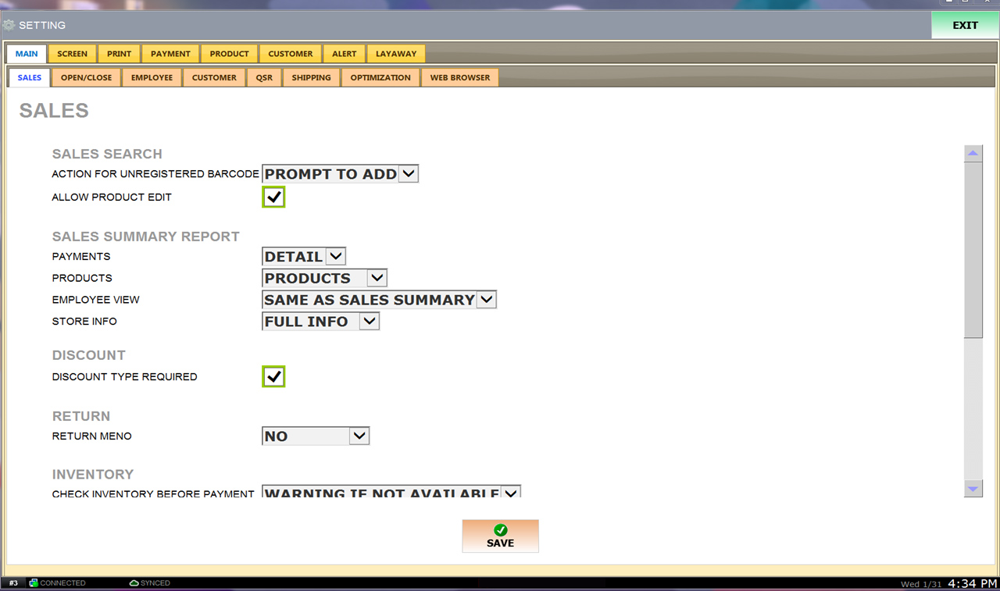 SETTING
EXIT
MAIN SCREEN PRINT PAYMENT PRODUCT CUSTOMER ALERT LAYAWAY
SALES OPEN/CLOSE EMPLOYEE CUSTOMER QSR SHIPPING OPTIMIZATION WEB BROWSER
SALES
SALES SEARCH
ACTION FOR UNREGISTERED BARCODE PROMPT TO ADD
ALLOW PRODUCT EDIT
SALES SUMMARY REPORT
PAYMENTS DETAIL
PRODUCTS PRODUCTS
EMPLOYEE VIEW SAME AS SALES SUMMARY
STORE INFO FULL INFO
DISCOUNT
DISCOUNT TYPE REQUIRED
RETURN
RETURN MENO NO
INVENTORY
CHECK INVENTORY BEFORE PAYMENT WARNING IF NOT AVAILABLE
SAVE
#3 CONNECTED SYNCED Wed 1/31 4:34 PM